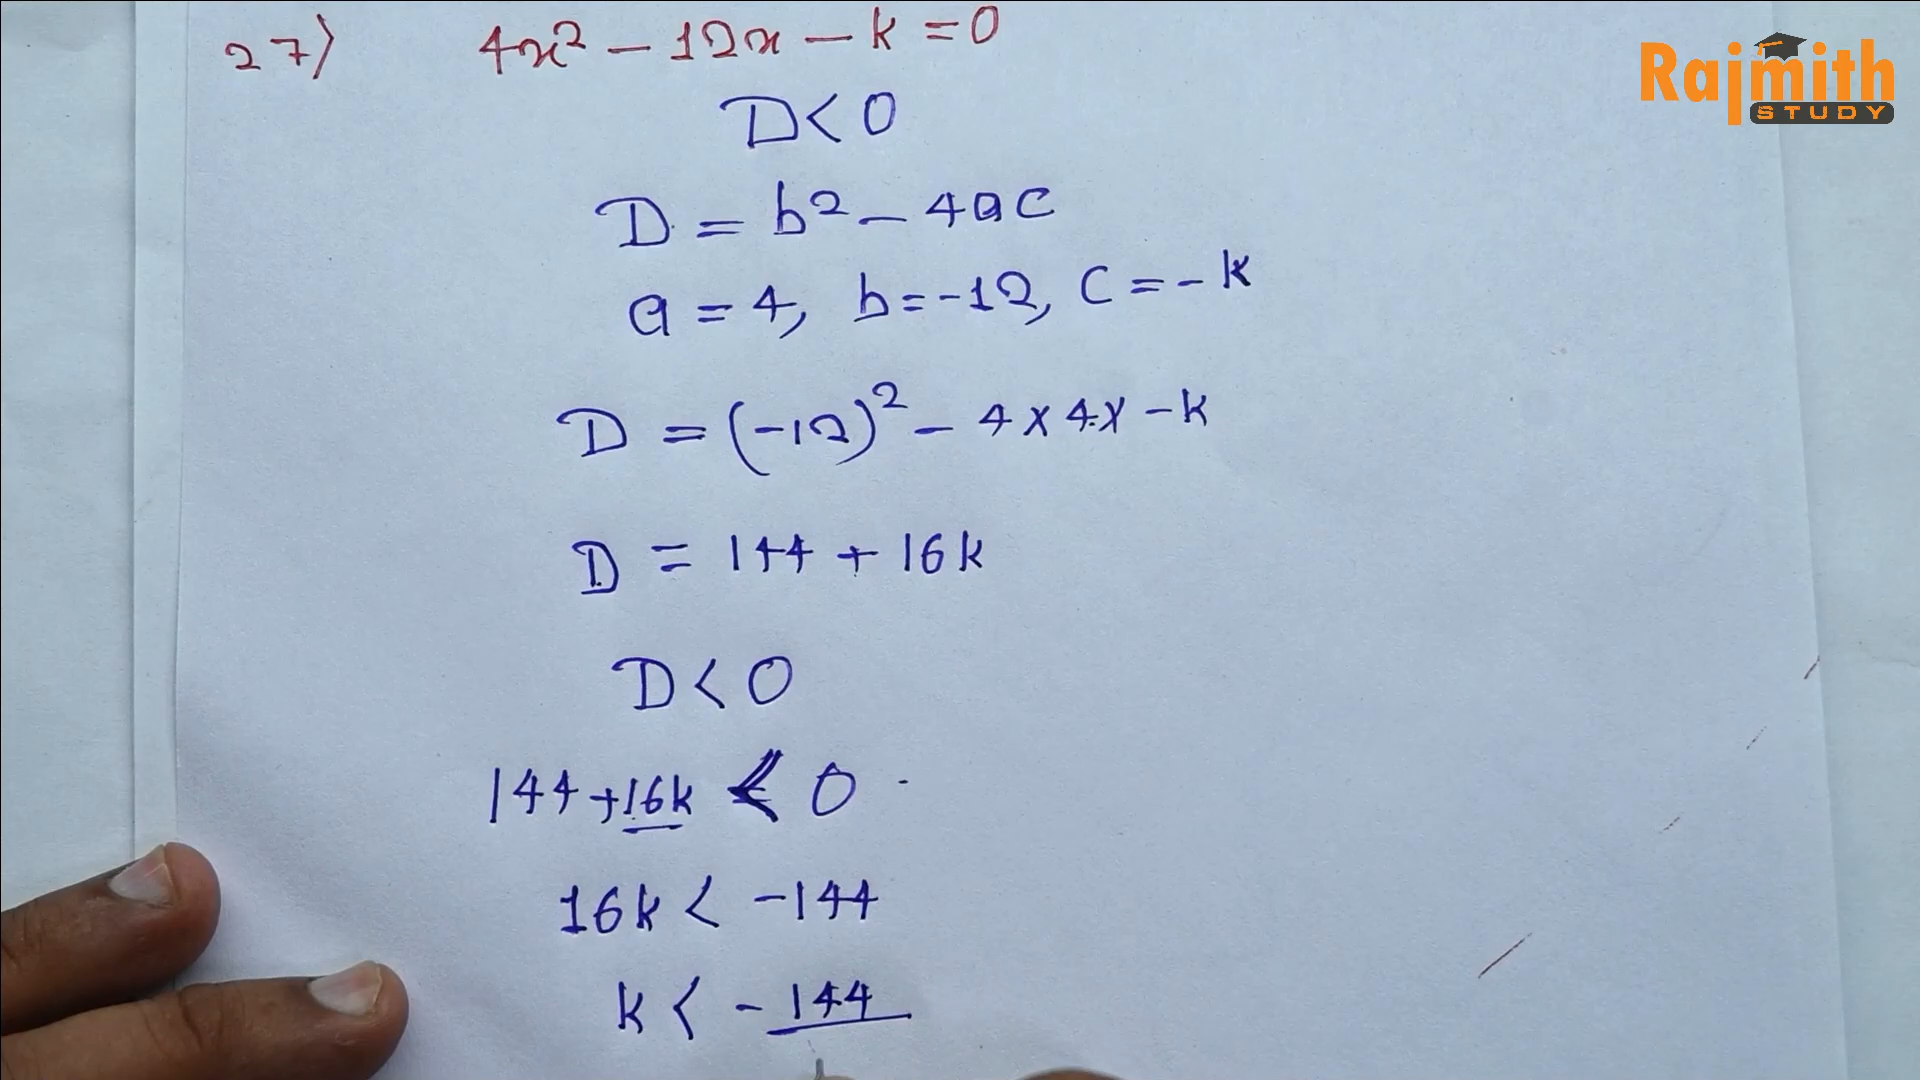 27) 4x² - 12x - k = 0
Rajmith
STUDY
D < 0
D = b² - 4ac
a = 4, b = -12, c = -k
D = (-12)² - 4 x 4 x -k
D = 144 + 16k
D < 0
144 + 16k < 0
16k < -144
k < - 144